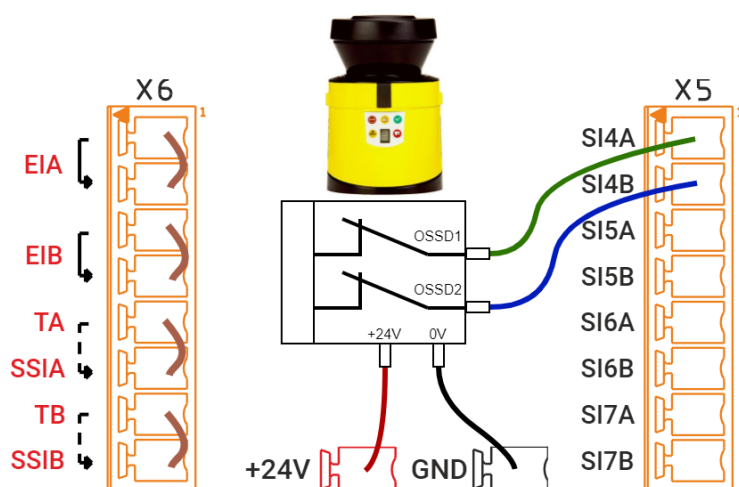 X6
1
EIA
EIB
TA
SSIA
TB
SSIB
OSSD1
OSSD2
+24V
0V
+24V
GND
X5
SI4A
SI4B
SI5A
SI5B
SI6A
SI6B
SI7A
SI7B